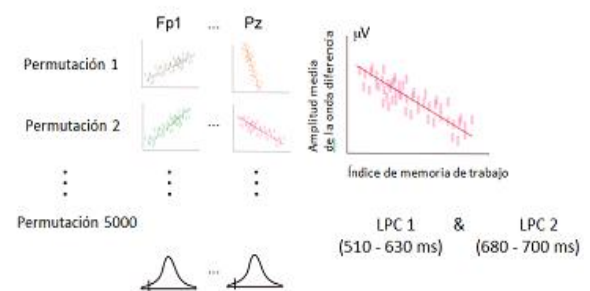 Fp1 ... Pz
Permutación 1
Permutación 2
...
Permutación 5000
...
μV
Amplitud media
de la onda diferencia
Índice de memoria de trabajo
LPC 1 & LPC 2
(510 - 630 ms) (680 - 700 ms)